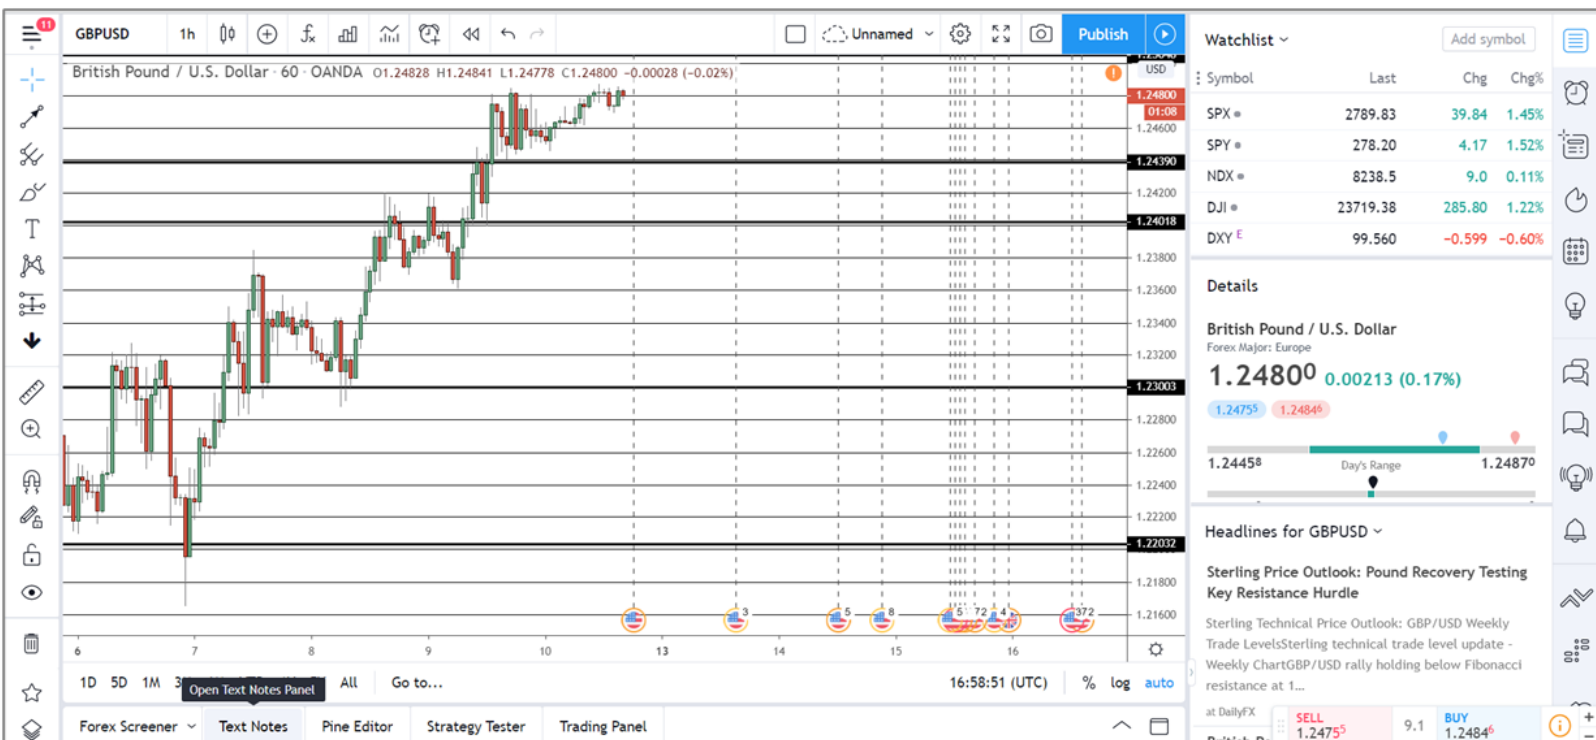 11
GBPUSD
1h
Unnamed
Publish
British Pound / U.S. Dollar · 60 · OANDA O1.24828 H1.24841 L1.24778 C1.24800 −0.00028 (−0.02%)
USD
1.24800
01:08
1.24600
1.24390
1.24200
1.24018
1.23800
1.23600
1.23400
1.23200
1.23003
1.22800
1.22600
1.22400
1.22200
1.22032
1.21800
1.21600
3 5 8 5 72 4 372
6 7 8 9 10 13 14 15 16
1D 5D 1M All Go to... 16:58:51 (UTC) % log auto
Open Text Notes Panel
Forex Screener Text Notes Pine Editor Strategy Tester Trading Panel
Watchlist Add symbol
Symbol Last Chg Chg%
SPX 2789.83 39.84 1.45%
SPY 278.20 4.17 1.52%
NDX 8238.5 9.0 0.11%
DJI 23719.38 285.80 1.22%
DXY E 99.560 −0.599 −0.60%
Details
British Pound / U.S. Dollar
Forex Major: Europe
1.24800 0.00213 (0.17%)
1.24755 1.24846
1.24458 Day's Range 1.24870
Headlines for GBPUSD
Sterling Price Outlook: Pound Recovery Testing
Key Resistance Hurdle
Sterling Technical Price Outlook: GBP/USD Weekly
Trade LevelsSterling technical trade level update -
Weekly ChartGBP/USD rally holding below Fibonacci
resistance at 1...
at DailyFX
SELL
1.24755
9.1
BUY
1.24846